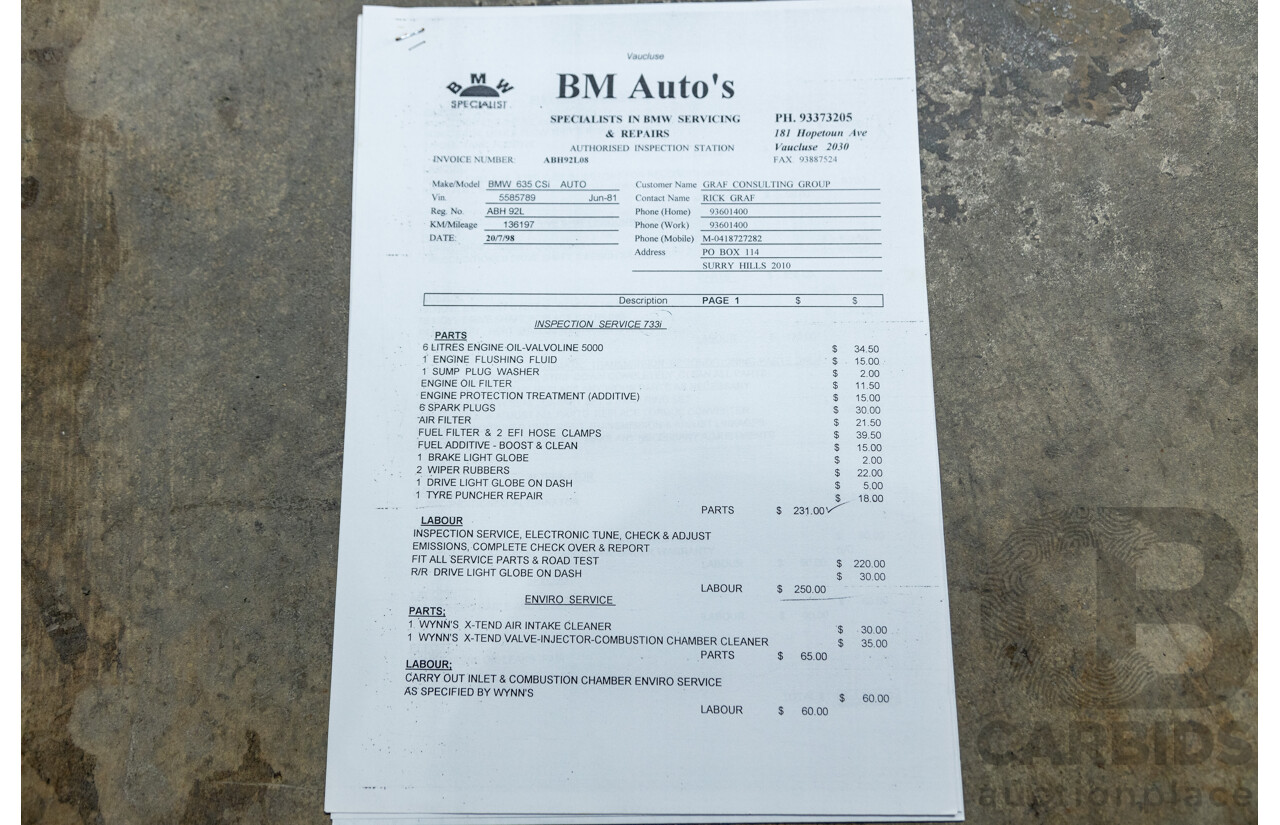 Vaucluse
BMW
SPECIALIST
BM Auto's
SPECIALISTS IN BMW SERVICING
& REPAIRS
AUTHORISED INSPECTION STATION
PH. 93373205
181 Hopetoun Ave
Vaucluse 2030
FAX 93887524
INVOICE NUMBER: ABH92L08
Make/Model BMW 635 CSi AUTO
Vin. 5585789 Jun-81
Reg. No. ABH 92L
KM/Mileage 136197
DATE: 20/7/98
Customer Name GRAF CONSULTING GROUP
Contact Name RICK GRAF
Phone (Home) 93601400
Phone (Work) 93601400
Phone (Mobile) M-0418727282
Address PO BOX 114
SURRY HILLS 2010
Description PAGE 1 $ $
INSPECTION SERVICE 733i
PARTS
6 LITRES ENGINE OIL-VALVOLINE 5000 $ 34.50
1 ENGINE FLUSHING FLUID $ 15.00
1 SUMP PLUG WASHER $ 2.00
ENGINE OIL FILTER $ 11.50
ENGINE PROTECTION TREATMENT (ADDITIVE) $ 15.00
6 SPARK PLUGS $ 30.00
AIR FILTER $ 21.50
FUEL FILTER & 2 EFI HOSE CLAMPS $ 39.50
FUEL ADDITIVE - BOOST & CLEAN $ 15.00
1 BRAKE LIGHT GLOBE $ 2.00
2 WIPER RUBBERS $ 22.00
1 DRIVE LIGHT GLOBE ON DASH $ 5.00
1 TYRE PUNCHER REPAIR $ 18.00
PARTS $ 231.00
LABOUR
INSPECTION SERVICE, ELECTRONIC TUNE, CHECK & ADJUST
EMISSIONS, COMPLETE CHECK OVER & REPORT
FIT ALL SERVICE PARTS & ROAD TEST $ 220.00
R/R DRIVE LIGHT GLOBE ON DASH $ 30.00
LABOUR $ 250.00
ENVIRO SERVICE
PARTS;
1 WYNN'S X-TEND AIR INTAKE CLEANER $ 30.00
1 WYNN'S X-TEND VALVE-INJECTOR-COMBUSTION CHAMBER CLEANER $ 35.00
PARTS $ 65.00
LABOUR;
CARRY OUT INLET & COMBUSTION CHAMBER ENVIRO SERVICE
AS SPECIFIED BY WYNN'S $ 60.00
LABOUR $ 60.00
CB
CARBIDS
auctionplace